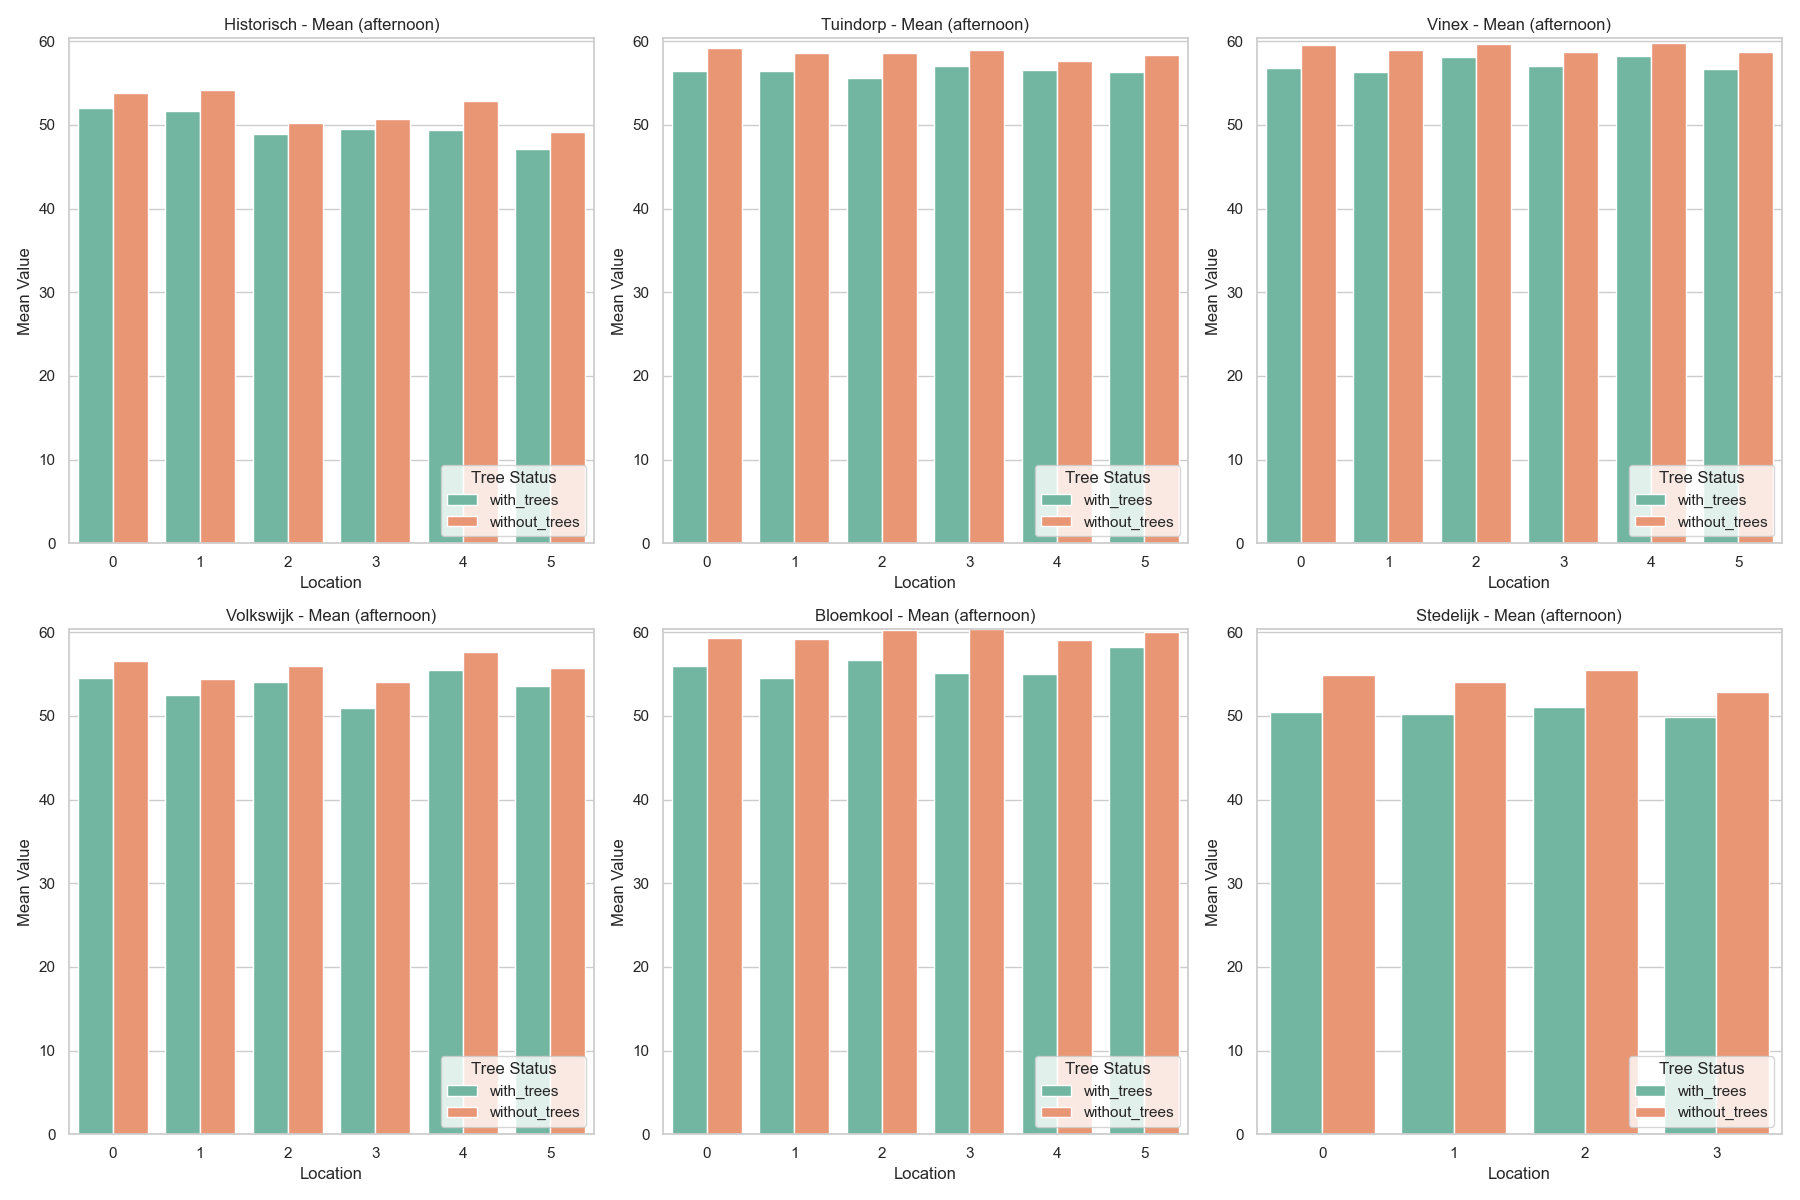 Historisch - Mean (afternoon)
60
50
40
30
20
10
0
Mean Value
0 1 2 3 4 5
Location
Tree Status
with_trees
without_trees
Tuindorp - Mean (afternoon)
60
50
40
30
20
10
0
Mean Value
0 1 2 3 4 5
Location
Tree Status
with_trees
without_trees
Vinex - Mean (afternoon)
60
50
40
30
20
10
0
Mean Value
0 1 2 3 4 5
Location
Tree Status
with_trees
without_trees
Volkswijk - Mean (afternoon)
60
50
40
30
20
10
0
Mean Value
0 1 2 3 4 5
Location
Tree Status
with_trees
without_trees
Bloemkool - Mean (afternoon)
60
50
40
30
20
10
0
Mean Value
0 1 2 3 4 5
Location
Tree Status
with_trees
without_trees
Stedelijk - Mean (afternoon)
60
50
40
30
20
10
0
Mean Value
0 1 2 3
Location
Tree Status
with_trees
without_trees